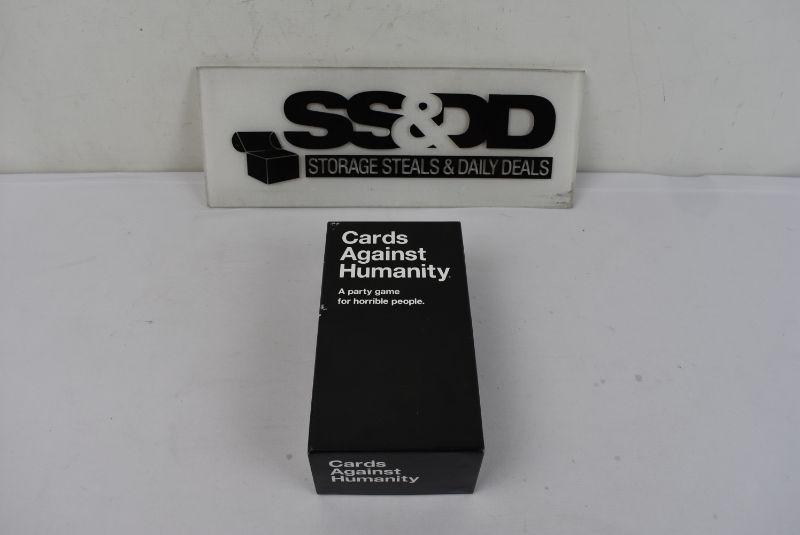 SS&DD
STORAGE STEALS & DAILY DEALS
Cards
Against
Humanity
A party game
for horrible people.
Cards
Against
Humanity